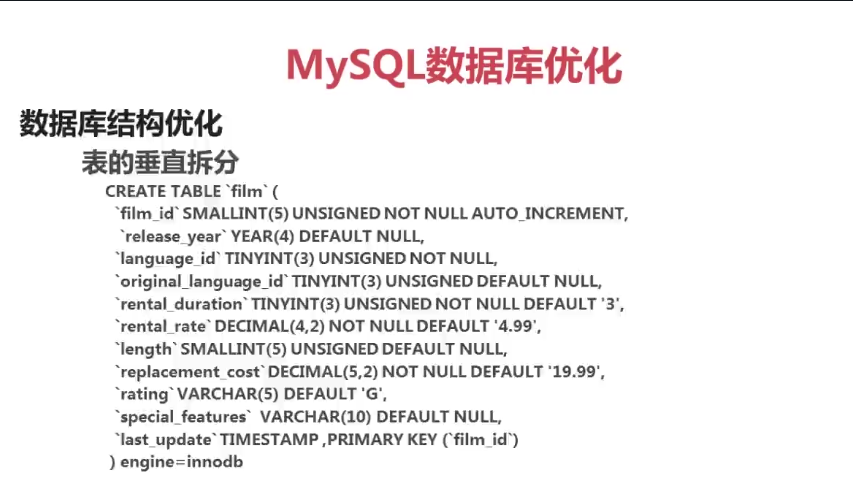 MySQL数据库优化
数据库结构优化
表的垂直拆分
CREATE TABLE `film` (
`film_id` SMALLINT(5) UNSIGNED NOT NULL AUTO_INCREMENT,
`release_year` YEAR(4) DEFAULT NULL,
`language_id` TINYINT(3) UNSIGNED NOT NULL,
`original_language_id` TINYINT(3) UNSIGNED DEFAULT NULL,
`rental_duration` TINYINT(3) UNSIGNED NOT NULL DEFAULT '3',
`rental_rate` DECIMAL(4,2) NOT NULL DEFAULT '4.99',
`length` SMALLINT(5) UNSIGNED DEFAULT NULL,
`replacement_cost` DECIMAL(5,2) NOT NULL DEFAULT '19.99',
`rating` VARCHAR(5) DEFAULT 'G',
`special_features` VARCHAR(10) DEFAULT NULL,
`last_update` TIMESTAMP ,PRIMARY KEY (`film_id`)
) engine=innodb